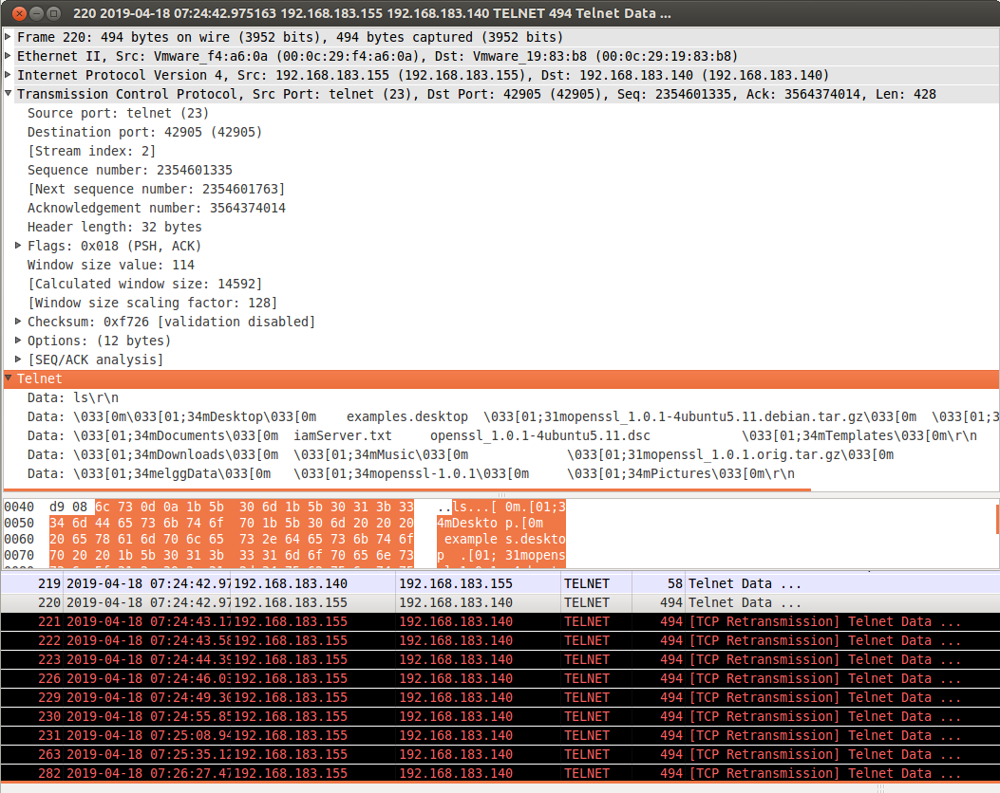 220 2019-04-18 07:24:42.975163 192.168.183.155 192.168.183.140 TELNET 494 Telnet Data ...
Frame 220: 494 bytes on wire (3952 bits), 494 bytes captured (3952 bits)
Ethernet II, Src: Vmware_f4:a6:0a (00:0c:29:f4:a6:0a), Dst: Vmware_19:83:b8 (00:0c:29:19:83:b8)
Internet Protocol Version 4, Src: 192.168.183.155 (192.168.183.155), Dst: 192.168.183.140 (192.168.183.140)
Transmission Control Protocol, Src Port: telnet (23), Dst Port: 42905 (42905), Seq: 2354601335, Ack: 3564374014, Len: 428
Source port: telnet (23)
Destination port: 42905 (42905)
[Stream index: 2]
Sequence number: 2354601335
[Next sequence number: 2354601763]
Acknowledgement number: 3564374014
Header length: 32 bytes
Flags: 0x018 (PSH, ACK)
Window size value: 114
[Calculated window size: 14592]
[Window size scaling factor: 128]
Checksum: 0xf726 [validation disabled]
Options: (12 bytes)
[SEQ/ACK analysis]
Telnet
Data: ls\r\n
Data: \033[0m\033[01;34mDesktop\033[0m    examples.desktop  \033[01;31mopenssl_1.0.1-4ubuntu5.11.debian.tar.gz\033[0m  \033[01;3
Data: \033[01;34mDocuments\033[0m  iamServer.txt     openssl_1.0.1-4ubuntu5.11.dsc            \033[01;34mTemplates\033[0m\r\n
Data: \033[01;34mDownloads\033[0m  \033[01;34mMusic\033[0m             \033[01;31mopenssl_1.0.1.orig.tar.gz\033[0m
Data: \033[01;34melggData\033[0m   \033[01;34mopenssl-1.0.1\033[0m     \033[01;34mPictures\033[0m\r\n
0040  d9 08 6c 73 0d 0a 1b 5b  30 6d 1b 5b 30 31 3b 33   ..ls...[ 0m.[01;3
0050  34 6d 44 65 73 6b 74 6f  70 1b 5b 30 6d 20 20 20   4mDeskto p.[0m
0060  20 65 78 61 6d 70 6c 65  73 2e 64 65 73 6b 74 6f    example s.deskto
0070  70 20 20 1b 5b 30 31 3b  33 31 6d 6f 70 65 6e 73   p  .[01; 31mopens
219 2019-04-18 07:24:42.97 192.168.183.140 192.168.183.155 TELNET 58 Telnet Data ...
220 2019-04-18 07:24:42.97 192.168.183.155 192.168.183.140 TELNET 494 Telnet Data ...
221 2019-04-18 07:24:43.17 192.168.183.155 192.168.183.140 TELNET 494 [TCP Retransmission] Telnet Data ...
222 2019-04-18 07:24:43.58 192.168.183.155 192.168.183.140 TELNET 494 [TCP Retransmission] Telnet Data ...
223 2019-04-18 07:24:44.39 192.168.183.155 192.168.183.140 TELNET 494 [TCP Retransmission] Telnet Data ...
226 2019-04-18 07:24:46.03 192.168.183.155 192.168.183.140 TELNET 494 [TCP Retransmission] Telnet Data ...
229 2019-04-18 07:24:49.30 192.168.183.155 192.168.183.140 TELNET 494 [TCP Retransmission] Telnet Data ...
230 2019-04-18 07:24:55.85 192.168.183.155 192.168.183.140 TELNET 494 [TCP Retransmission] Telnet Data ...
231 2019-04-18 07:25:08.94 192.168.183.155 192.168.183.140 TELNET 494 [TCP Retransmission] Telnet Data ...
263 2019-04-18 07:25:35.12 192.168.183.155 192.168.183.140 TELNET 494 [TCP Retransmission] Telnet Data ...
282 2019-04-18 07:26:27.47 192.168.183.155 192.168.183.140 TELNET 494 [TCP Retransmission] Telnet Data ...